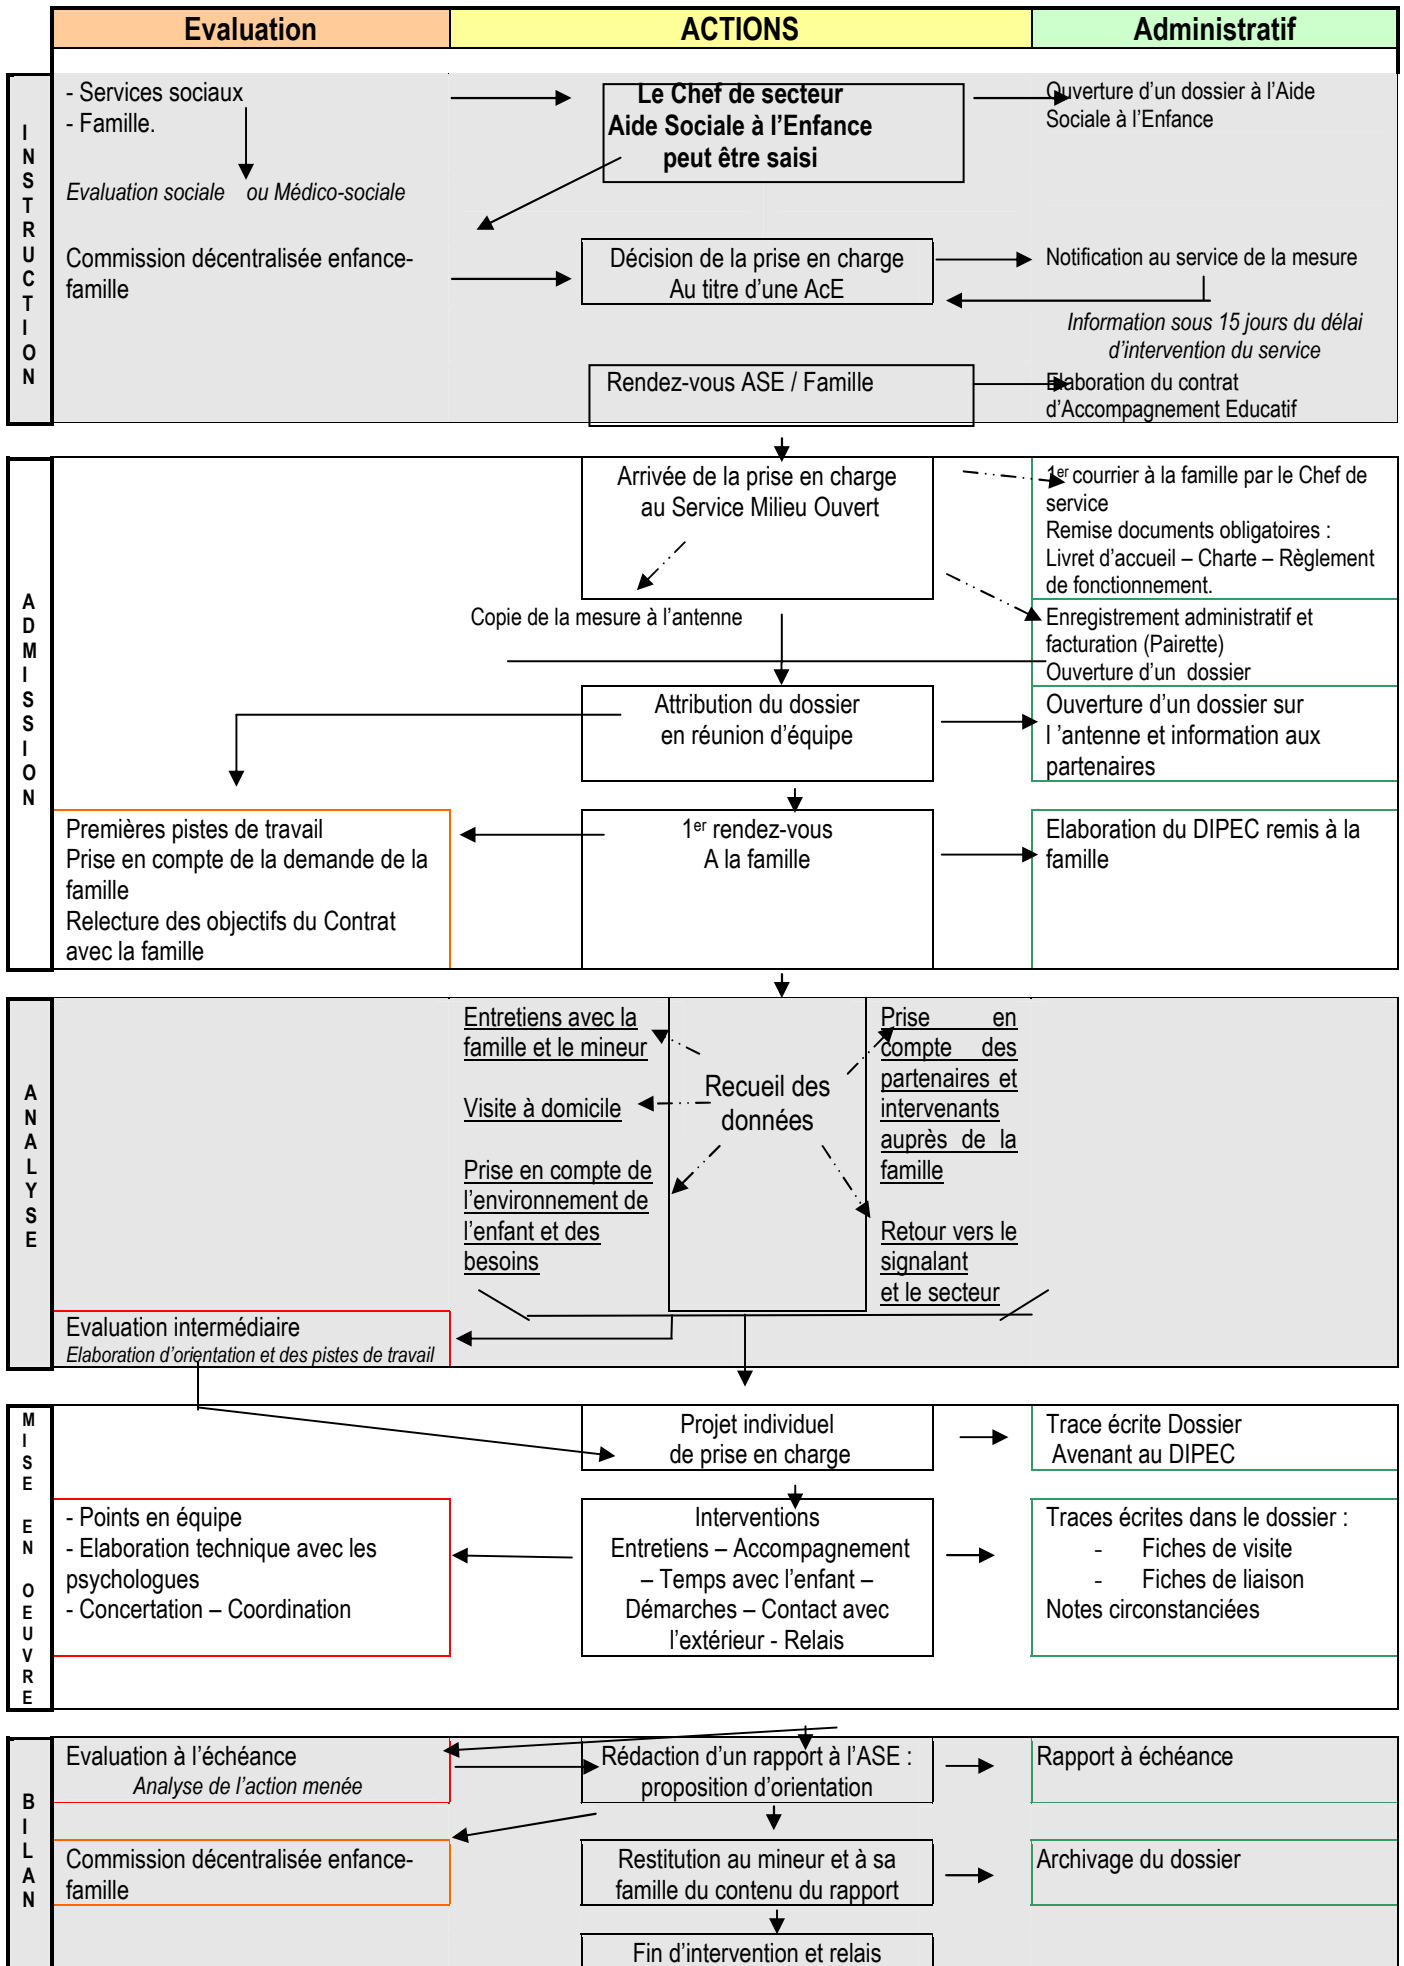 Evaluation
ACTIONS
Administratif
INSTRUCTION
- Services sociaux
- Famille.
Evaluation sociale ou Médico-sociale
Le Chef de secteur
Aide Sociale à l'Enfance
peut être saisi
Ouverture d'un dossier à l'Aide
Sociale à l'Enfance
Commission décentralisée enfance-
famille
Décision de la prise en charge
Au titre d'une AcE
Notification au service de la mesure
Information sous 15 jours du délai
d'intervention du service
Rendez-vous ASE / Famille
Elaboration du contrat
d'Accompagnement Educatif
ADMISSION
Arrivée de la prise en charge
au Service Milieu Ouvert
1er courrier à la famille par le Chef de
service
Remise documents obligatoires :
Livret d'accueil – Charte – Règlement
de fonctionnement.
Copie de la mesure à l'antenne
Enregistrement administratif et
facturation (Pairette)
Ouverture d'un dossier
Attribution du dossier
en réunion d'équipe
Ouverture d'un dossier sur
l 'antenne et information aux
partenaires
Premières pistes de travail
Prise en compte de la demande de la
famille
Relecture des objectifs du Contrat
avec la famille
1er rendez-vous
A la famille
Elaboration du DIPEC remis à la
famille
ANALYSE
Entretiens avec la
famille et le mineur
Visite à domicile
Prise en compte de
l'environnement de
l'enfant et des
besoins
Recueil des
données
Prise en
compte des
partenaires et
intervenants
auprès de la
famille
Retour vers le
signalant
et le secteur
Evaluation intermédiaire
Elaboration d'orientation et des pistes de travail
MISE EN OEUVRE
Projet individuel
de prise en charge
Trace écrite Dossier
Avenant au DIPEC
- Points en équipe
- Elaboration technique avec les
psychologues
- Concertation – Coordination
Interventions
Entretiens – Accompagnement
– Temps avec l'enfant –
Démarches – Contact avec
l'extérieur - Relais
Traces écrites dans le dossier :
- Fiches de visite
- Fiches de liaison
Notes circonstanciées
BILAN
Evaluation à l'échéance
Analyse de l'action menée
Rédaction d'un rapport à l'ASE :
proposition d'orientation
Rapport à échéance
Commission décentralisée enfance-
famille
Restitution au mineur et à sa
famille du contenu du rapport
Archivage du dossier
Fin d'intervention et relais